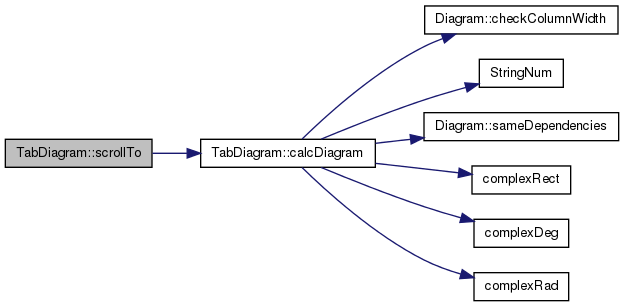 Diagram::checkColumnWidth
StringNum
Diagram::sameDependencies
TabDiagram::scrollTo
TabDiagram::calcDiagram
complexRect
complexDeg
complexRad